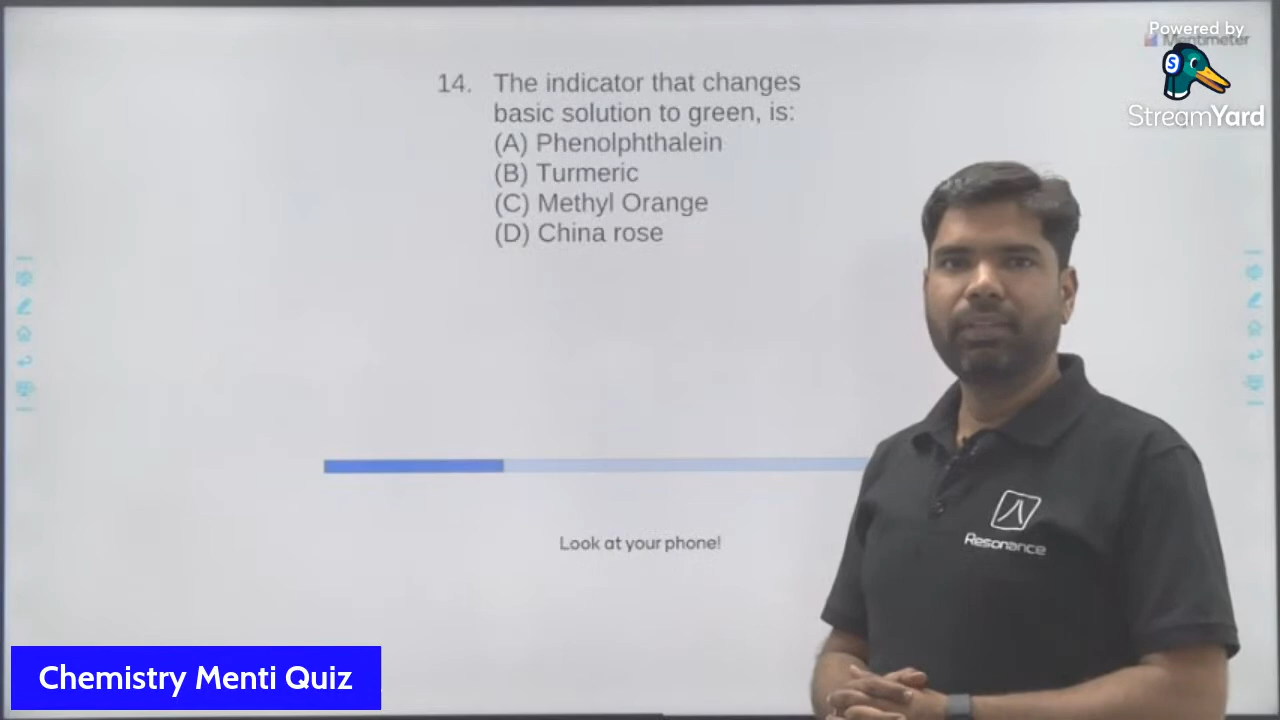 Powered by
Mentimeter
StreamYard
14. The indicator that changes
basic solution to green, is:
(A) Phenolphthalein
(B) Turmeric
(C) Methyl Orange
(D) China rose
Look at your phone!
Resonance
Chemistry Menti Quiz